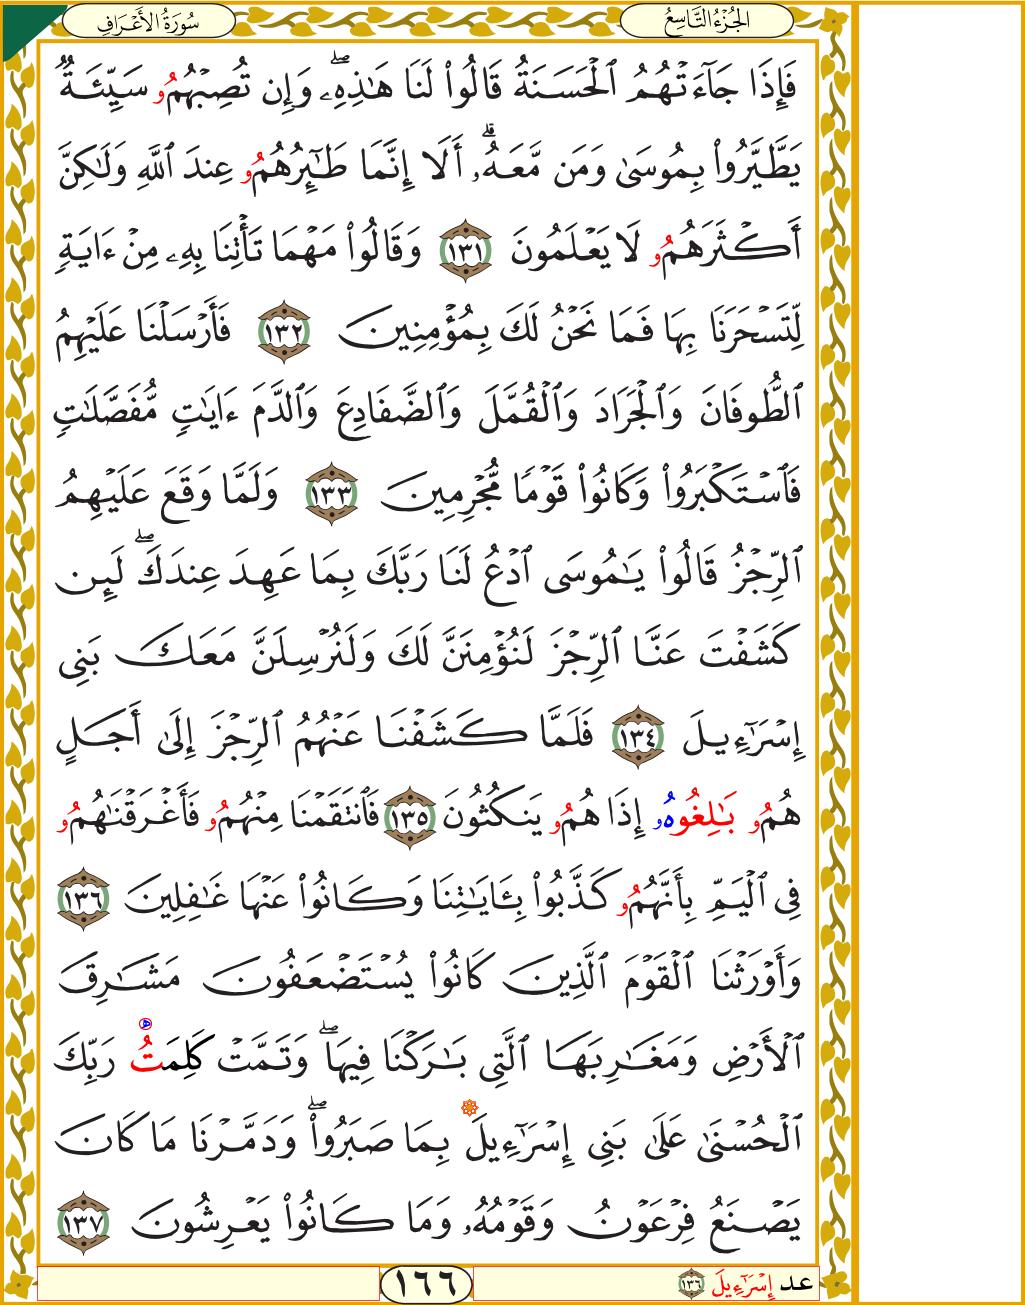 الجُزْءُ التَّاسِعُ
سُورَةُ الأَعْرَافِ
فَإِذَا جَآءَتْهُمُ ٱلْحَسَنَةُ قَالُوا۟ لَنَا هَٰذِهِۦۖ وَإِن تُصِبْهُمُۥ سَيِّئَةٌ
يَطَّيَّرُوا۟ بِمُوسَىٰ وَمَن مَّعَهُۥٓۗ أَلَآ إِنَّمَا طَٰٓئِرُهُمُۥ عِندَ ٱللَّهِ وَلَٰكِنَّ
أَكْثَرَهُمُۥ لَا يَعْلَمُونَ ١٣١ وَقَالُوا۟ مَهْمَا تَأْتِنَا بِهِۦ مِنْ ءَايَةٍ
لِّتَسْحَرَنَا بِهَا فَمَا نَحْنُ لَكَ بِمُؤْمِنِينَ ١٣٢ فَأَرْسَلْنَا عَلَيْهِمُ
ٱلطُّوفَانَ وَٱلْجَرَادَ وَٱلْقُمَّلَ وَٱلضَّفَادِعَ وَٱلدَّمَ ءَايَٰتٍ مُّفَصَّلَٰتٍ
فَٱسْتَكْبَرُوا۟ وَكَانُوا۟ قَوْمًا مُّجْرِمِينَ ١٣٣ وَلَمَّا وَقَعَ عَلَيْهِمُ
ٱلرِّجْزُ قَالُوا۟ يَٰمُوسَى ٱدْعُ لَنَا رَبَّكَ بِمَا عَهِدَ عِندَكَۖ لَئِن
كَشَفْتَ عَنَّا ٱلرِّجْزَ لَنُؤْمِنَنَّ لَكَ وَلَنُرْسِلَنَّ مَعَكَ بَنِى
إِسْرَٰٓءِيلَ ١٣٤ فَلَمَّا كَشَفْنَا عَنْهُمُ ٱلرِّجْزَ إِلَىٰ أَجَلٍ
هُمُۥ بَٰلِغُوهُۥ إِذَا هُمُۥ يَنكُثُونَ ١٣٥ فَٱنتَقَمْنَا مِنْهُمُۥ فَأَغْرَقْنَٰهُمُۥ
فِى ٱلْيَمِّ بِأَنَّهُمُۥ كَذَّبُوا۟ بِـَٔايَٰتِنَا وَكَانُوا۟ عَنْهَا غَٰفِلِينَ ١٣٦
وَأَوْرَثْنَا ٱلْقَوْمَ ٱلَّذِينَ كَانُوا۟ يُسْتَضْعَفُونَ مَشَٰرِقَ
ٱلْأَرْضِ وَمَغَٰرِبَهَا ٱلَّتِى بَٰرَكْنَا فِيهَاۖ وَتَمَّتْ كَلِمَتُ رَبِّكَ
ٱلْحُسْنَىٰ عَلَىٰ بَنِى إِسْرَٰٓءِيلَ بِمَا صَبَرُوا۟ۖ وَدَمَّرْنَا مَا كَانَ
يَصْنَعُ فِرْعَوْنُ وَقَوْمُهُۥ وَمَا كَانُوا۟ يَعْرِشُونَ ١٣٧
عد إِسْرَٰٓءِيلَ ١٣٦
١٦٦